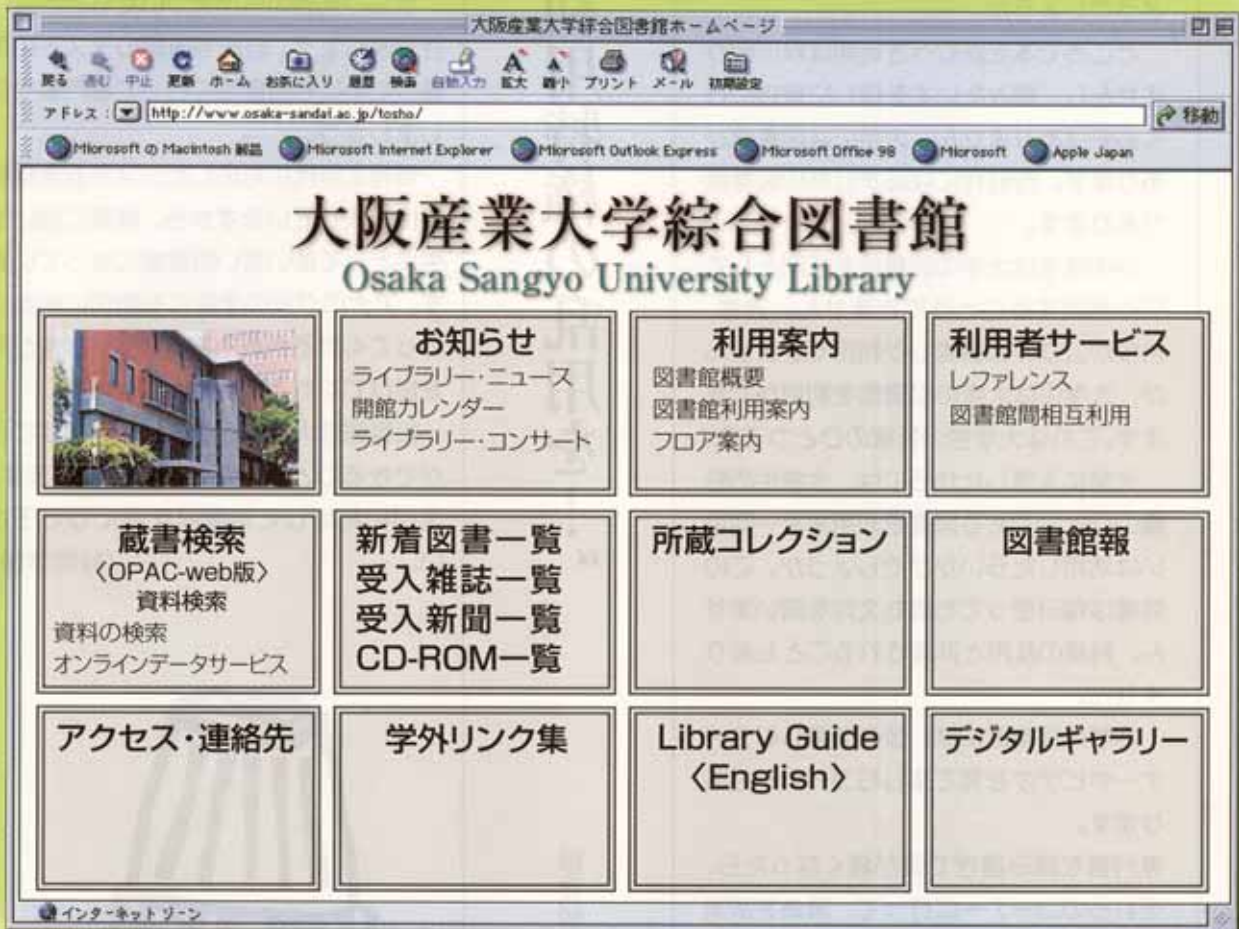 大阪産業大学綜合図書館ホームページ
戻る 進む 中止 更新 ホーム お気に入り 履歴 検索 自動入力 拡大 縮小 プリント メール 初期設定
アドレス : http://www.osaka-sandai.ac.jp/tosho/ 移動
Microsoft の Macintosh 製品 Microsoft Internet Explorer Microsoft Outlook Express Microsoft Office 98 Microsoft Apple Japan
大阪産業大学綜合図書館
Osaka Sangyo University Library
お知らせ
ライブラリー・ニュース
開館カレンダー
ライブラリー・コンサート
利用案内
図書館概要
図書館利用案内
フロア案内
利用者サービス
レファレンス
図書館間相互利用
蔵書検索
〈OPAC-web版〉
資料検索
資料の検索
オンラインデータサービス
新着図書一覧
受入雑誌一覧
受入新聞一覧
CD-ROM一覧
所蔵コレクション
図書館報
アクセス・連絡先
学外リンク集
Library Guide
〈English〉
デジタルギャラリー
インターネット ゾーン